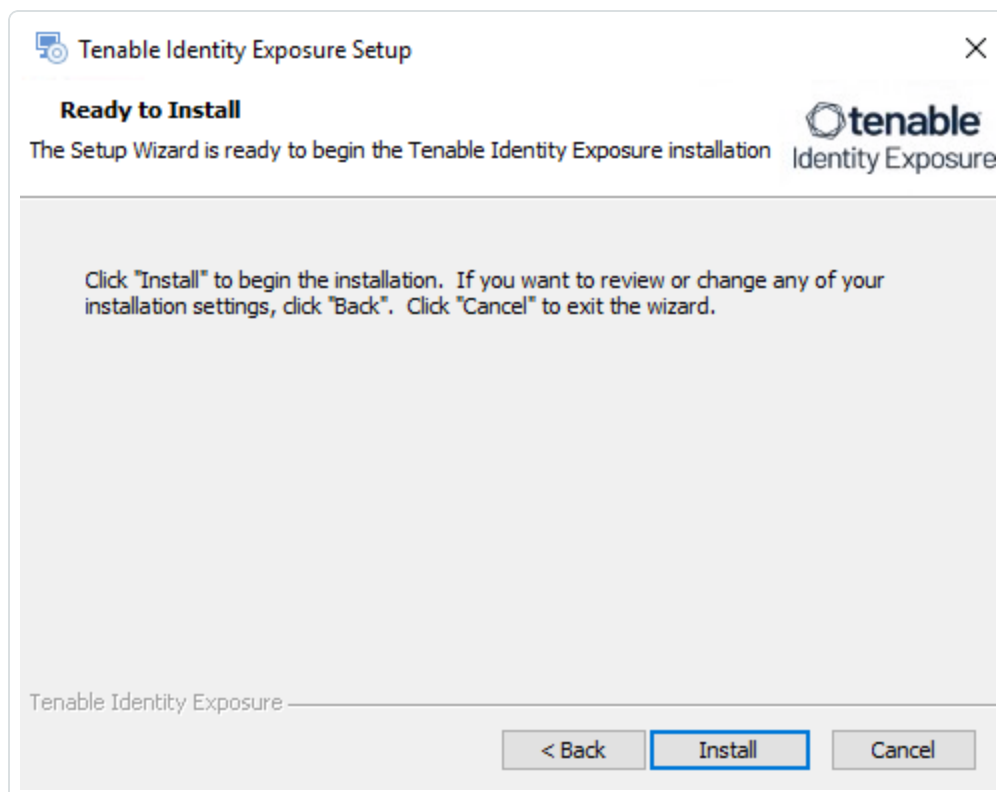 Tenable Identity Exposure Setup
Ready to Install
The Setup Wizard is ready to begin the Tenable Identity Exposure installation
tenable
Identity Exposure
Click "Install" to begin the installation.  If you want to review or change any of your
installation settings, click "Back".  Click "Cancel" to exit the wizard.
Tenable Identity Exposure
< Back
Install
Cancel